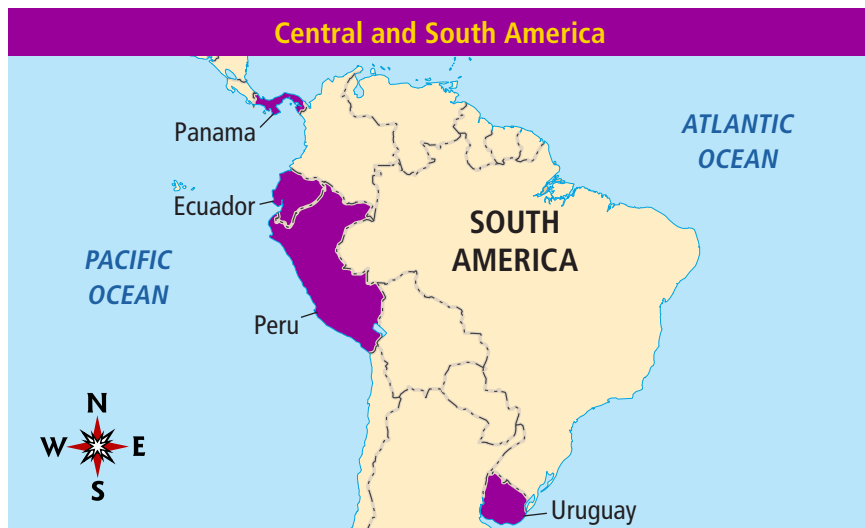 Central and South America
Panama
ATLANTIC
OCEAN
Ecuador
SOUTH
AMERICA
PACIFIC
OCEAN
Peru
N
W E
S
Uruguay